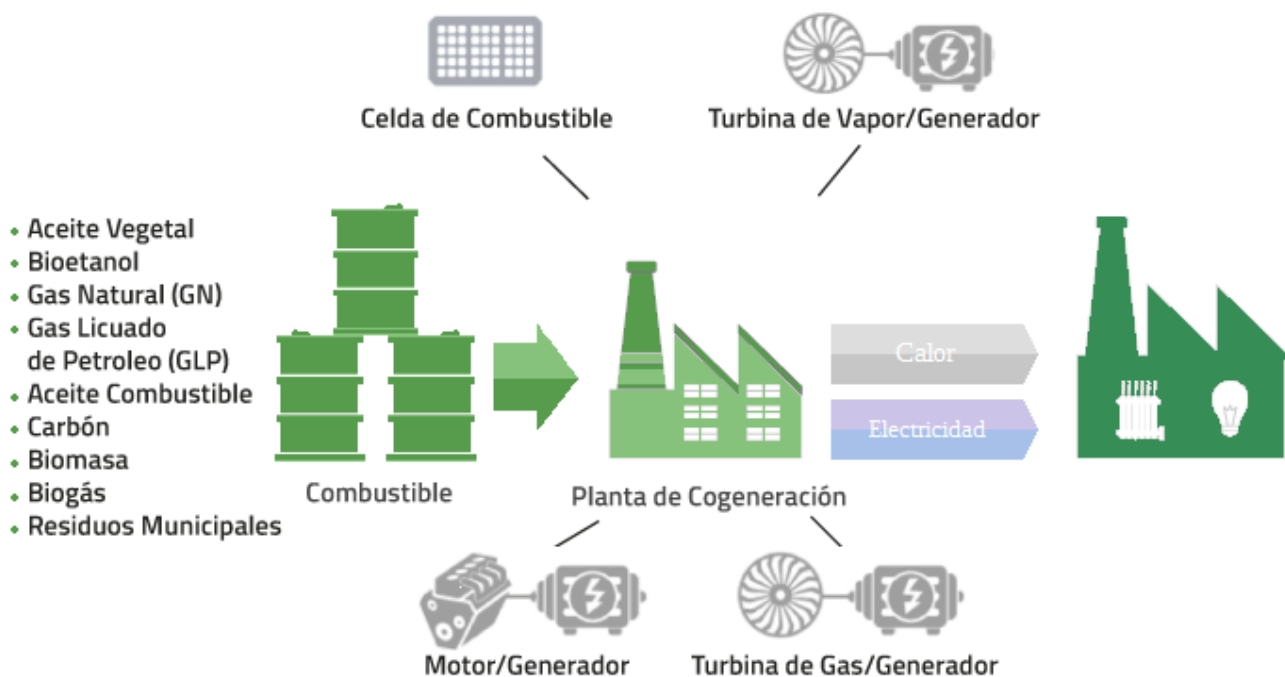 Celda de Combustible
Turbina de Vapor/Generador
Aceite Vegetal
Bioetanol
Gas Natural (GN)
Gas Licuado
de Petroleo (GLP)
Aceite Combustible
Carbón
Biomasa
Biogás
Residuos Municipales
Combustible
Planta de Cogeneración
Calor
Electricidad
Motor/Generador
Turbina de Gas/Generador